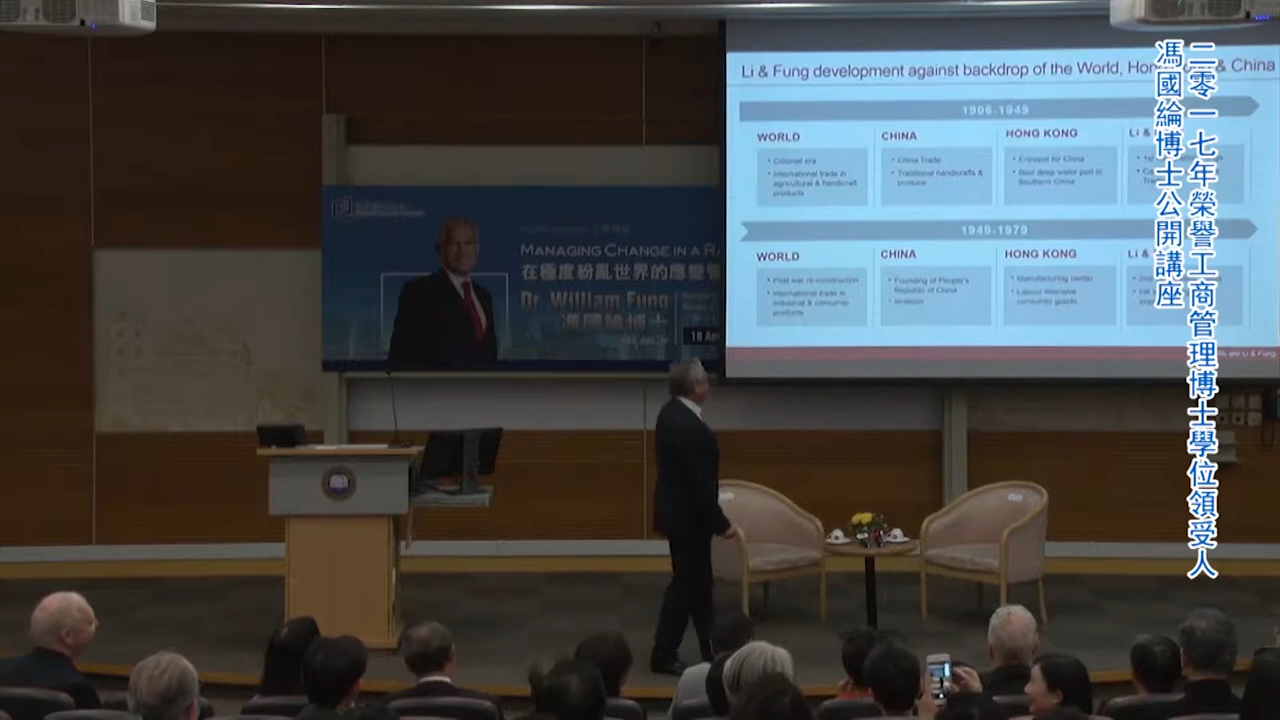 二零一七年榮譽工商管理博士學位領受人
馮國綸博士公開講座
Li & Fung development against backdrop of the World, Hong & China
1906-1949
WORLD
CHINA
HONG KONG
Li &
• Colonial era
• International trade in
agricultural & handicraft
products
• China Trade
• Traditional handicrafts &
produce
• Entrepot for China
• Best deep water port in
Southern China
1949-1979
WORLD
CHINA
HONG KONG
Li &
• Post war re-construction
• International trade in
industrial & consumer
products
• Founding of People's
Republic of China
• Manufacturing center
• Labour intensive
consumer goods
MANAGING CHANGE IN A RA
在極度紛亂世界的應變
Dr. William Fung
馮國綸博士
18 Apr